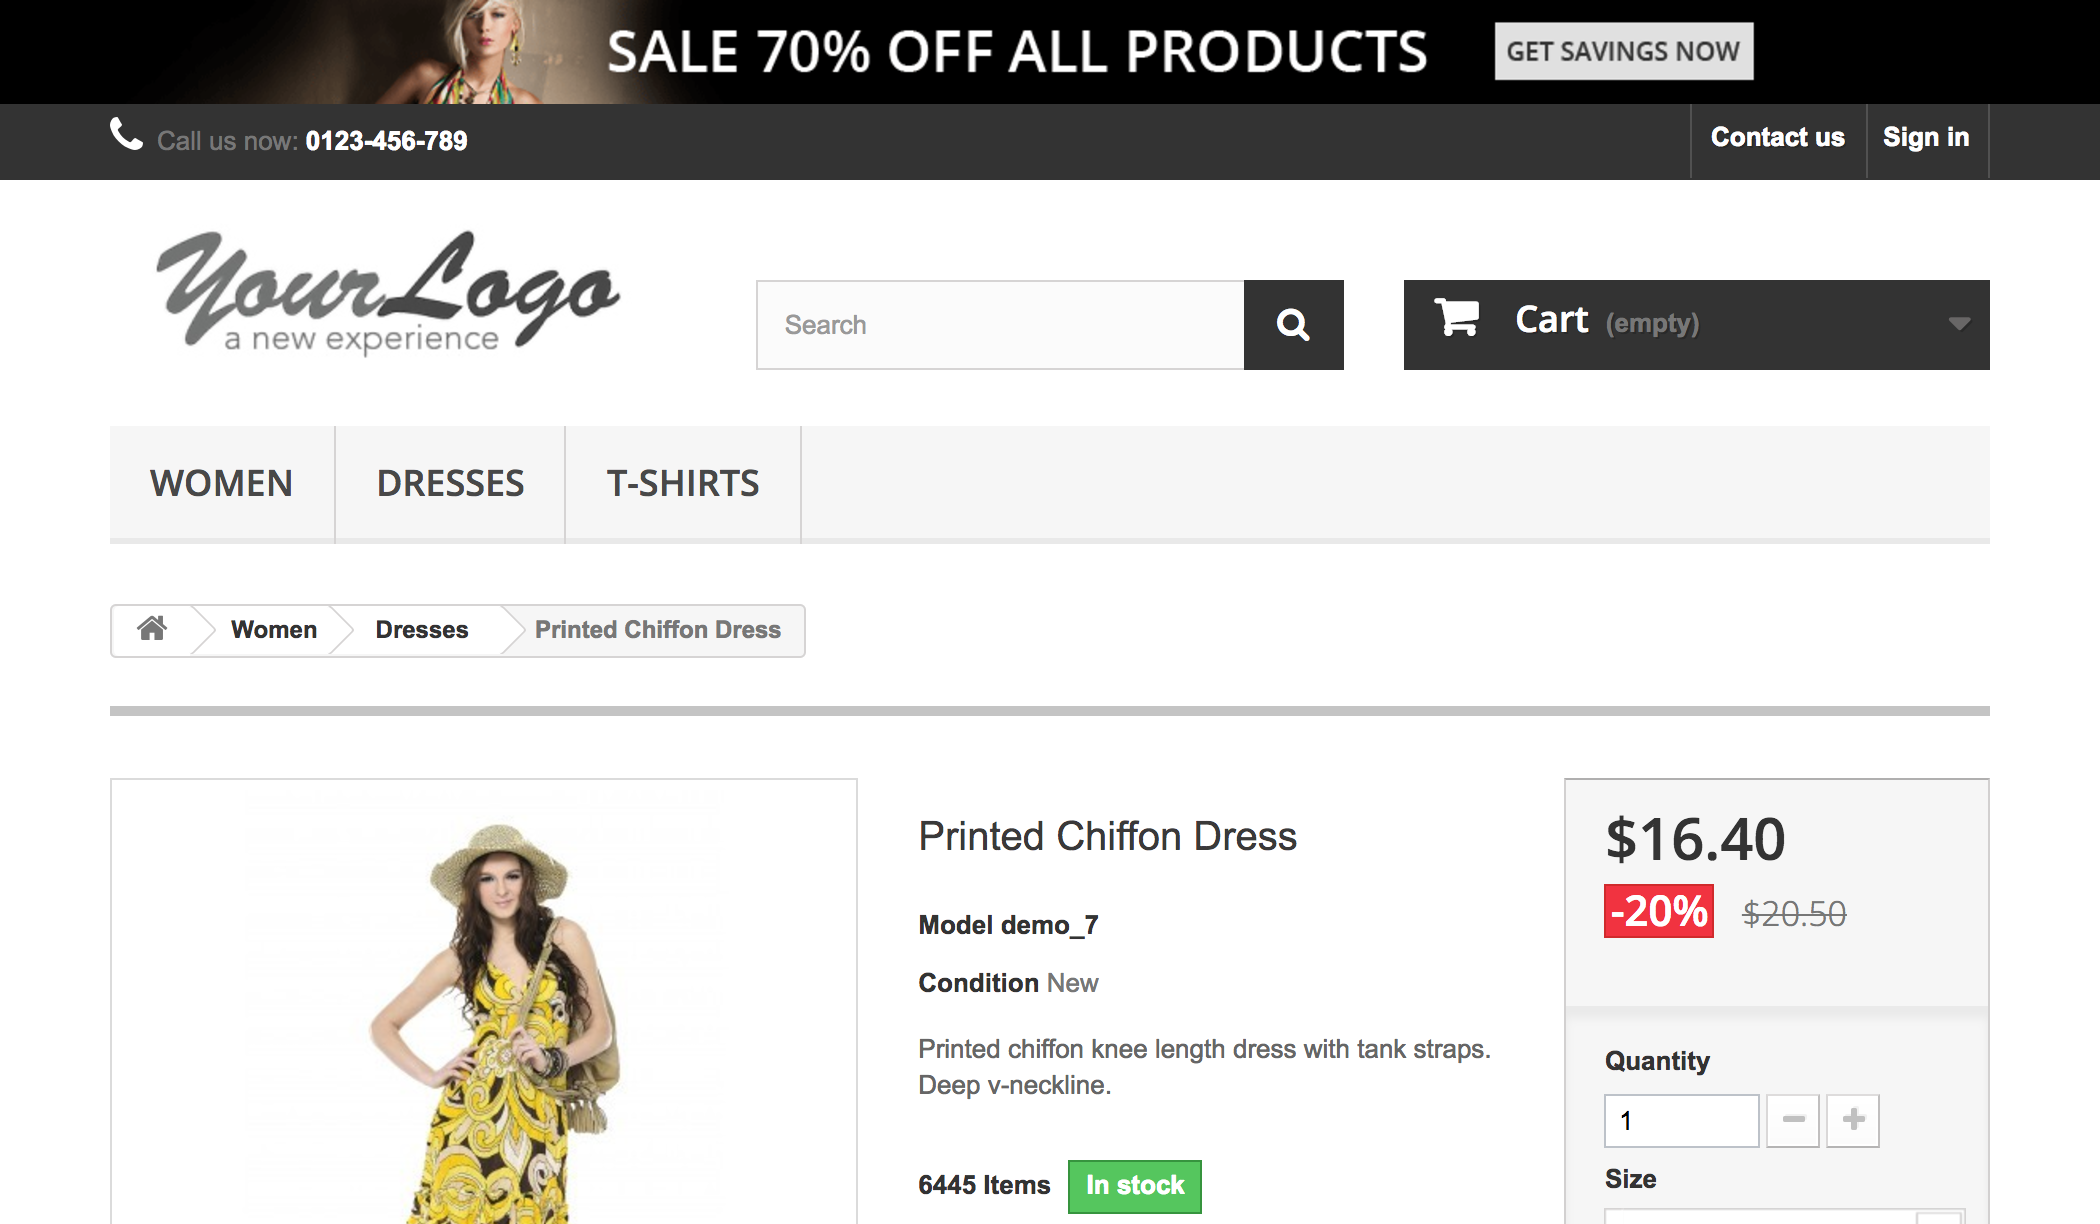 SALE 70% OFF ALL PRODUCTS
GET SAVINGS NOW
Call us now: 0123-456-789
Contact us
Sign in
Your Logo
a new experience
Search
Cart (empty)
WOMEN
DRESSES
T-SHIRTS
Women
Dresses
Printed Chiffon Dress
Printed Chiffon Dress
Model demo_7
Condition New
Printed chiffon knee length dress with tank straps.
Deep v-neckline.
6445 Items
In stock
$16.40
-20%
$20.50
Quantity
1
Size